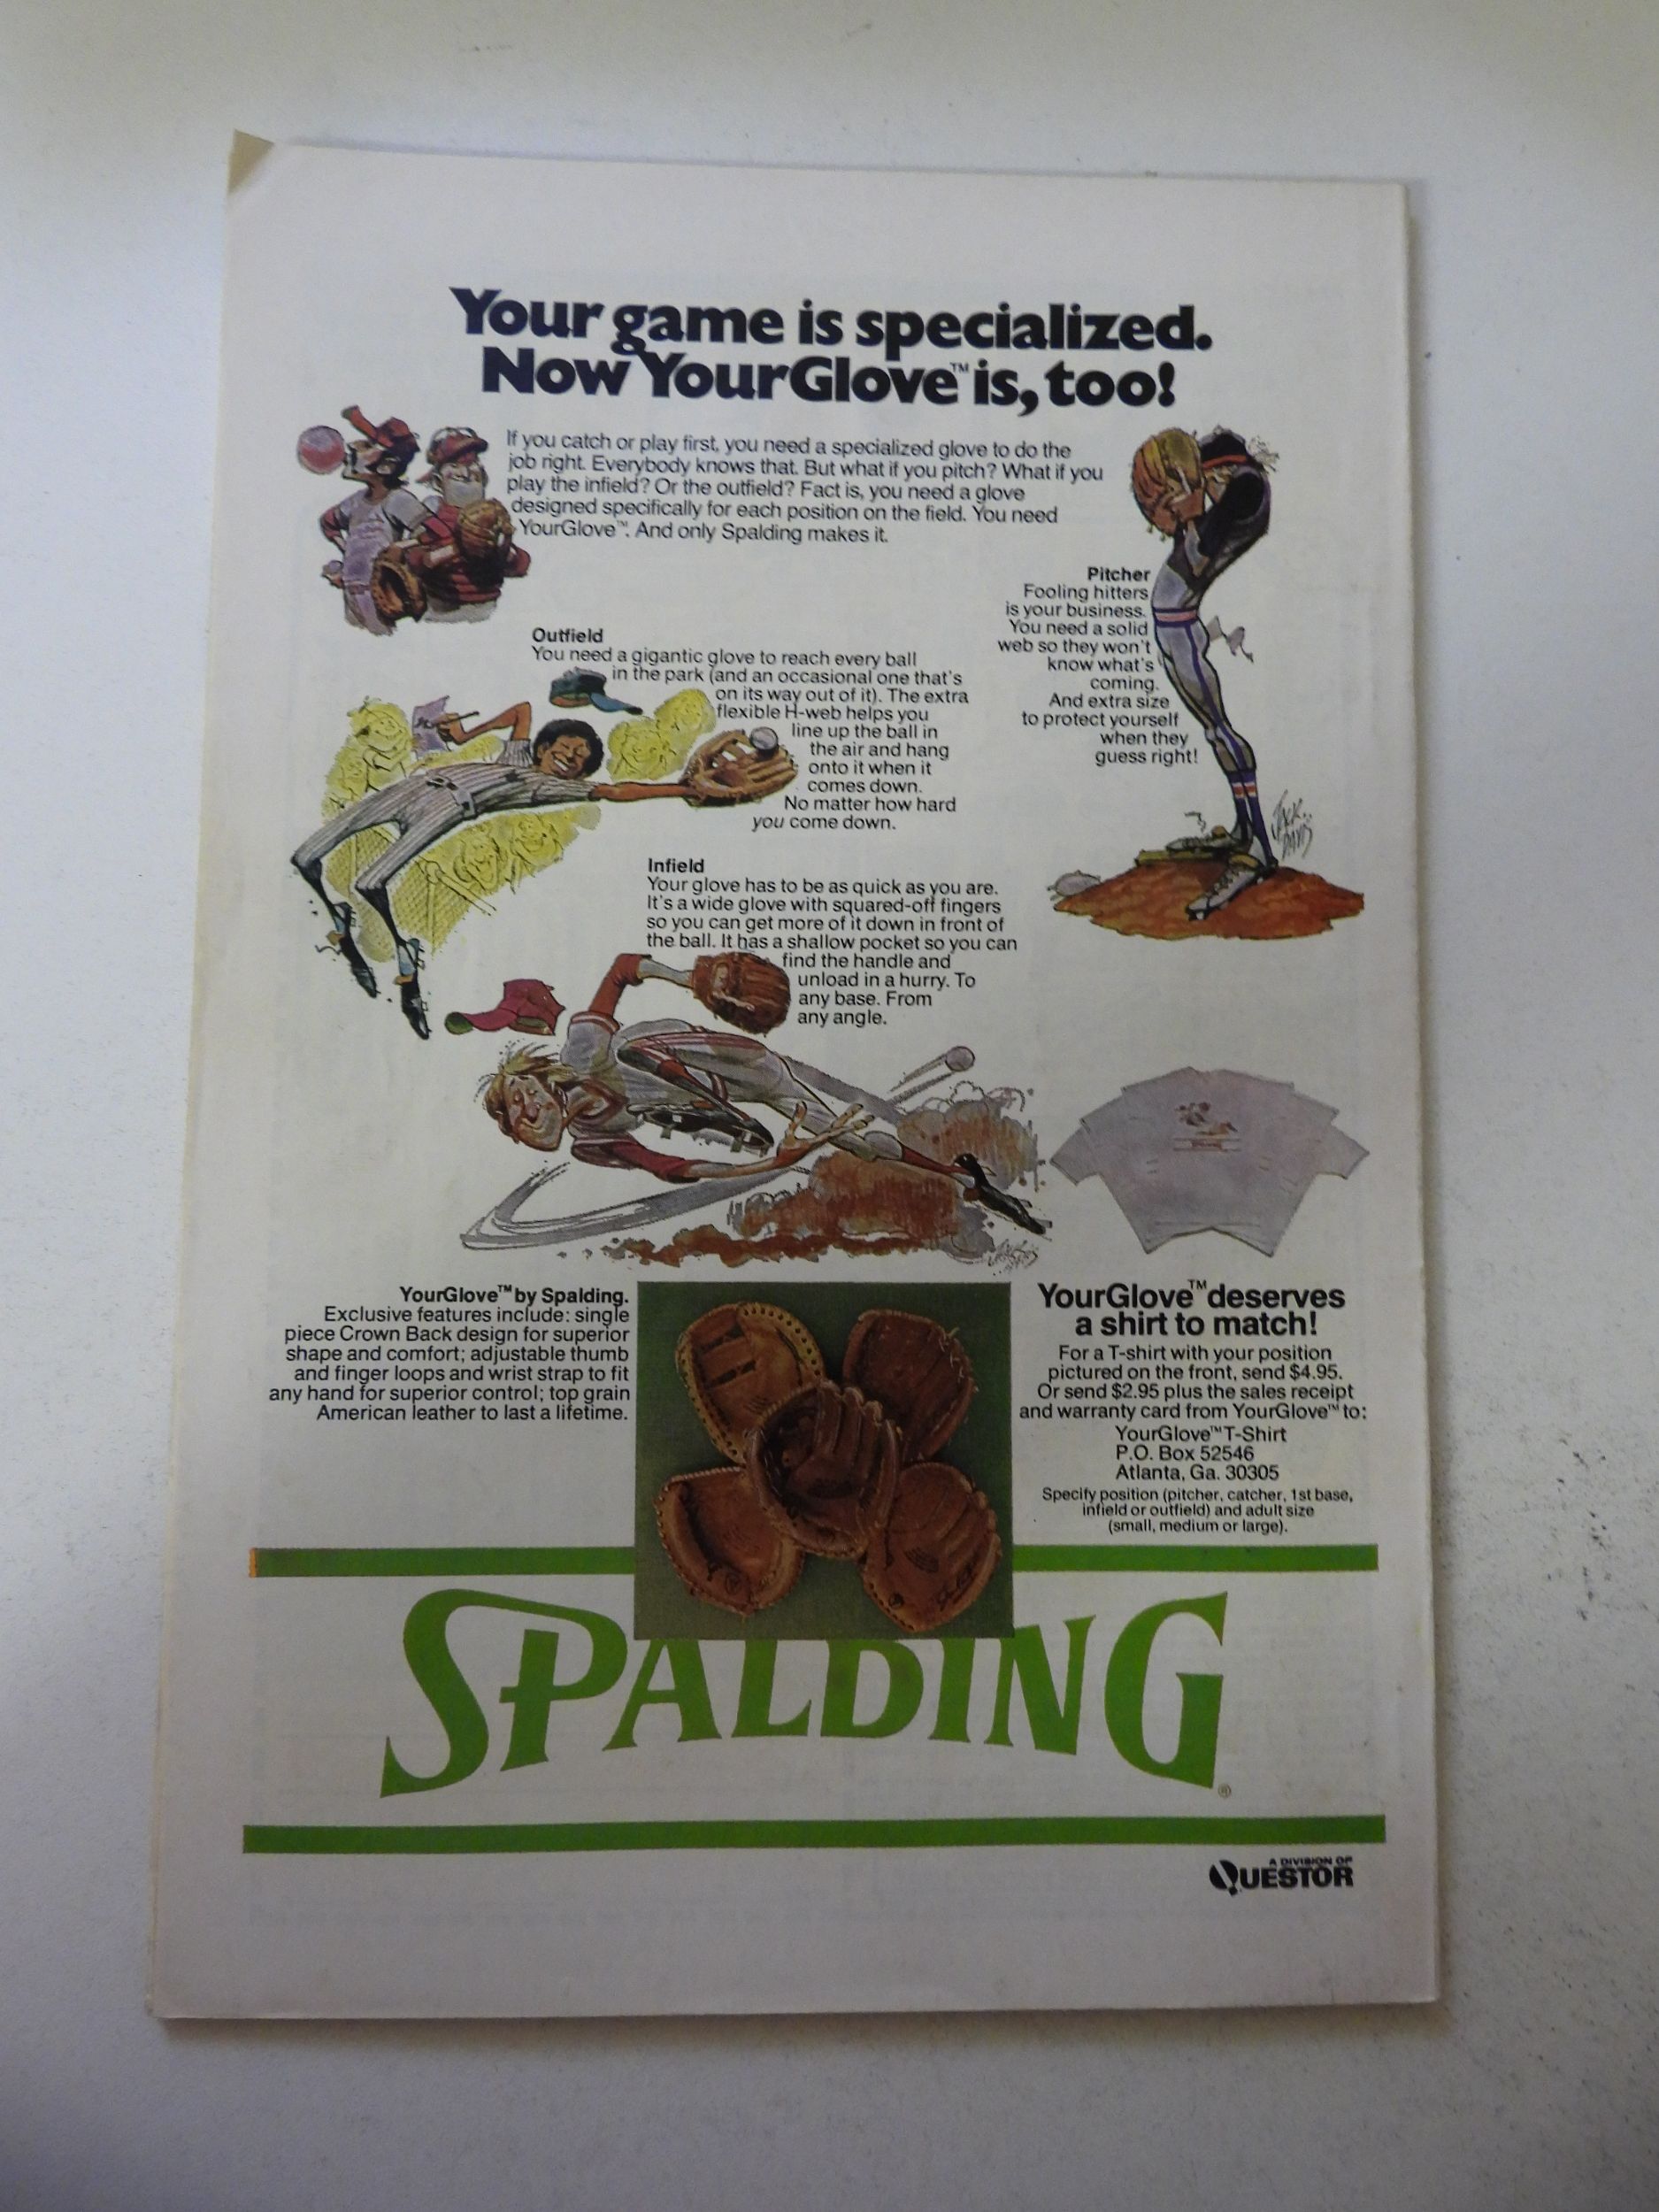 Your game is specialized.
Now YourGlove™ is, too!
If you catch or play first, you need a specialized glove to do the
job right. Everybody knows that. But what if you pitch? What if you
play the infield? Or the outfield? Fact is, you need a glove
designed specifically for each position on the field. You need
YourGlove™. And only Spalding makes it.
Pitcher
Fooling hitters
is your business.
You need a solid
web so they won't
know what's
coming.
And extra size
to protect yourself
when they
guess right!
JACK DAVIS
Outfield
You need a gigantic glove to reach every ball
in the park (and an occasional one that's
on its way out of it). The extra
flexible H-web helps you
line up the ball in
the air and hang
onto it when it
comes down.
No matter how hard
you come down.
Infield
Your glove has to be as quick as you are.
It's a wide glove with squared-off fingers
so you can get more of it down in front of
the ball. It has a shallow pocket so you can
find the handle and
unload in a hurry. To
any base. From
any angle.
YourGlove™ by Spalding.
Exclusive features include: single
piece Crown Back design for superior
shape and comfort; adjustable thumb
and finger loops and wrist strap to fit
any hand for superior control; top grain
American leather to last a lifetime.
YourGlove™ deserves
a shirt to match!
For a T-shirt with your position
pictured on the front, send $4.95.
Or send $2.95 plus the sales receipt
and warranty card from YourGlove™ to:
YourGlove™ T-Shirt
P.O. Box 52546
Atlanta, Ga. 30305
Specify position (pitcher, catcher, 1st base,
infield or outfield) and adult size
(small, medium or large).
SPALDING®
A DIVISION OF
QUESTOR